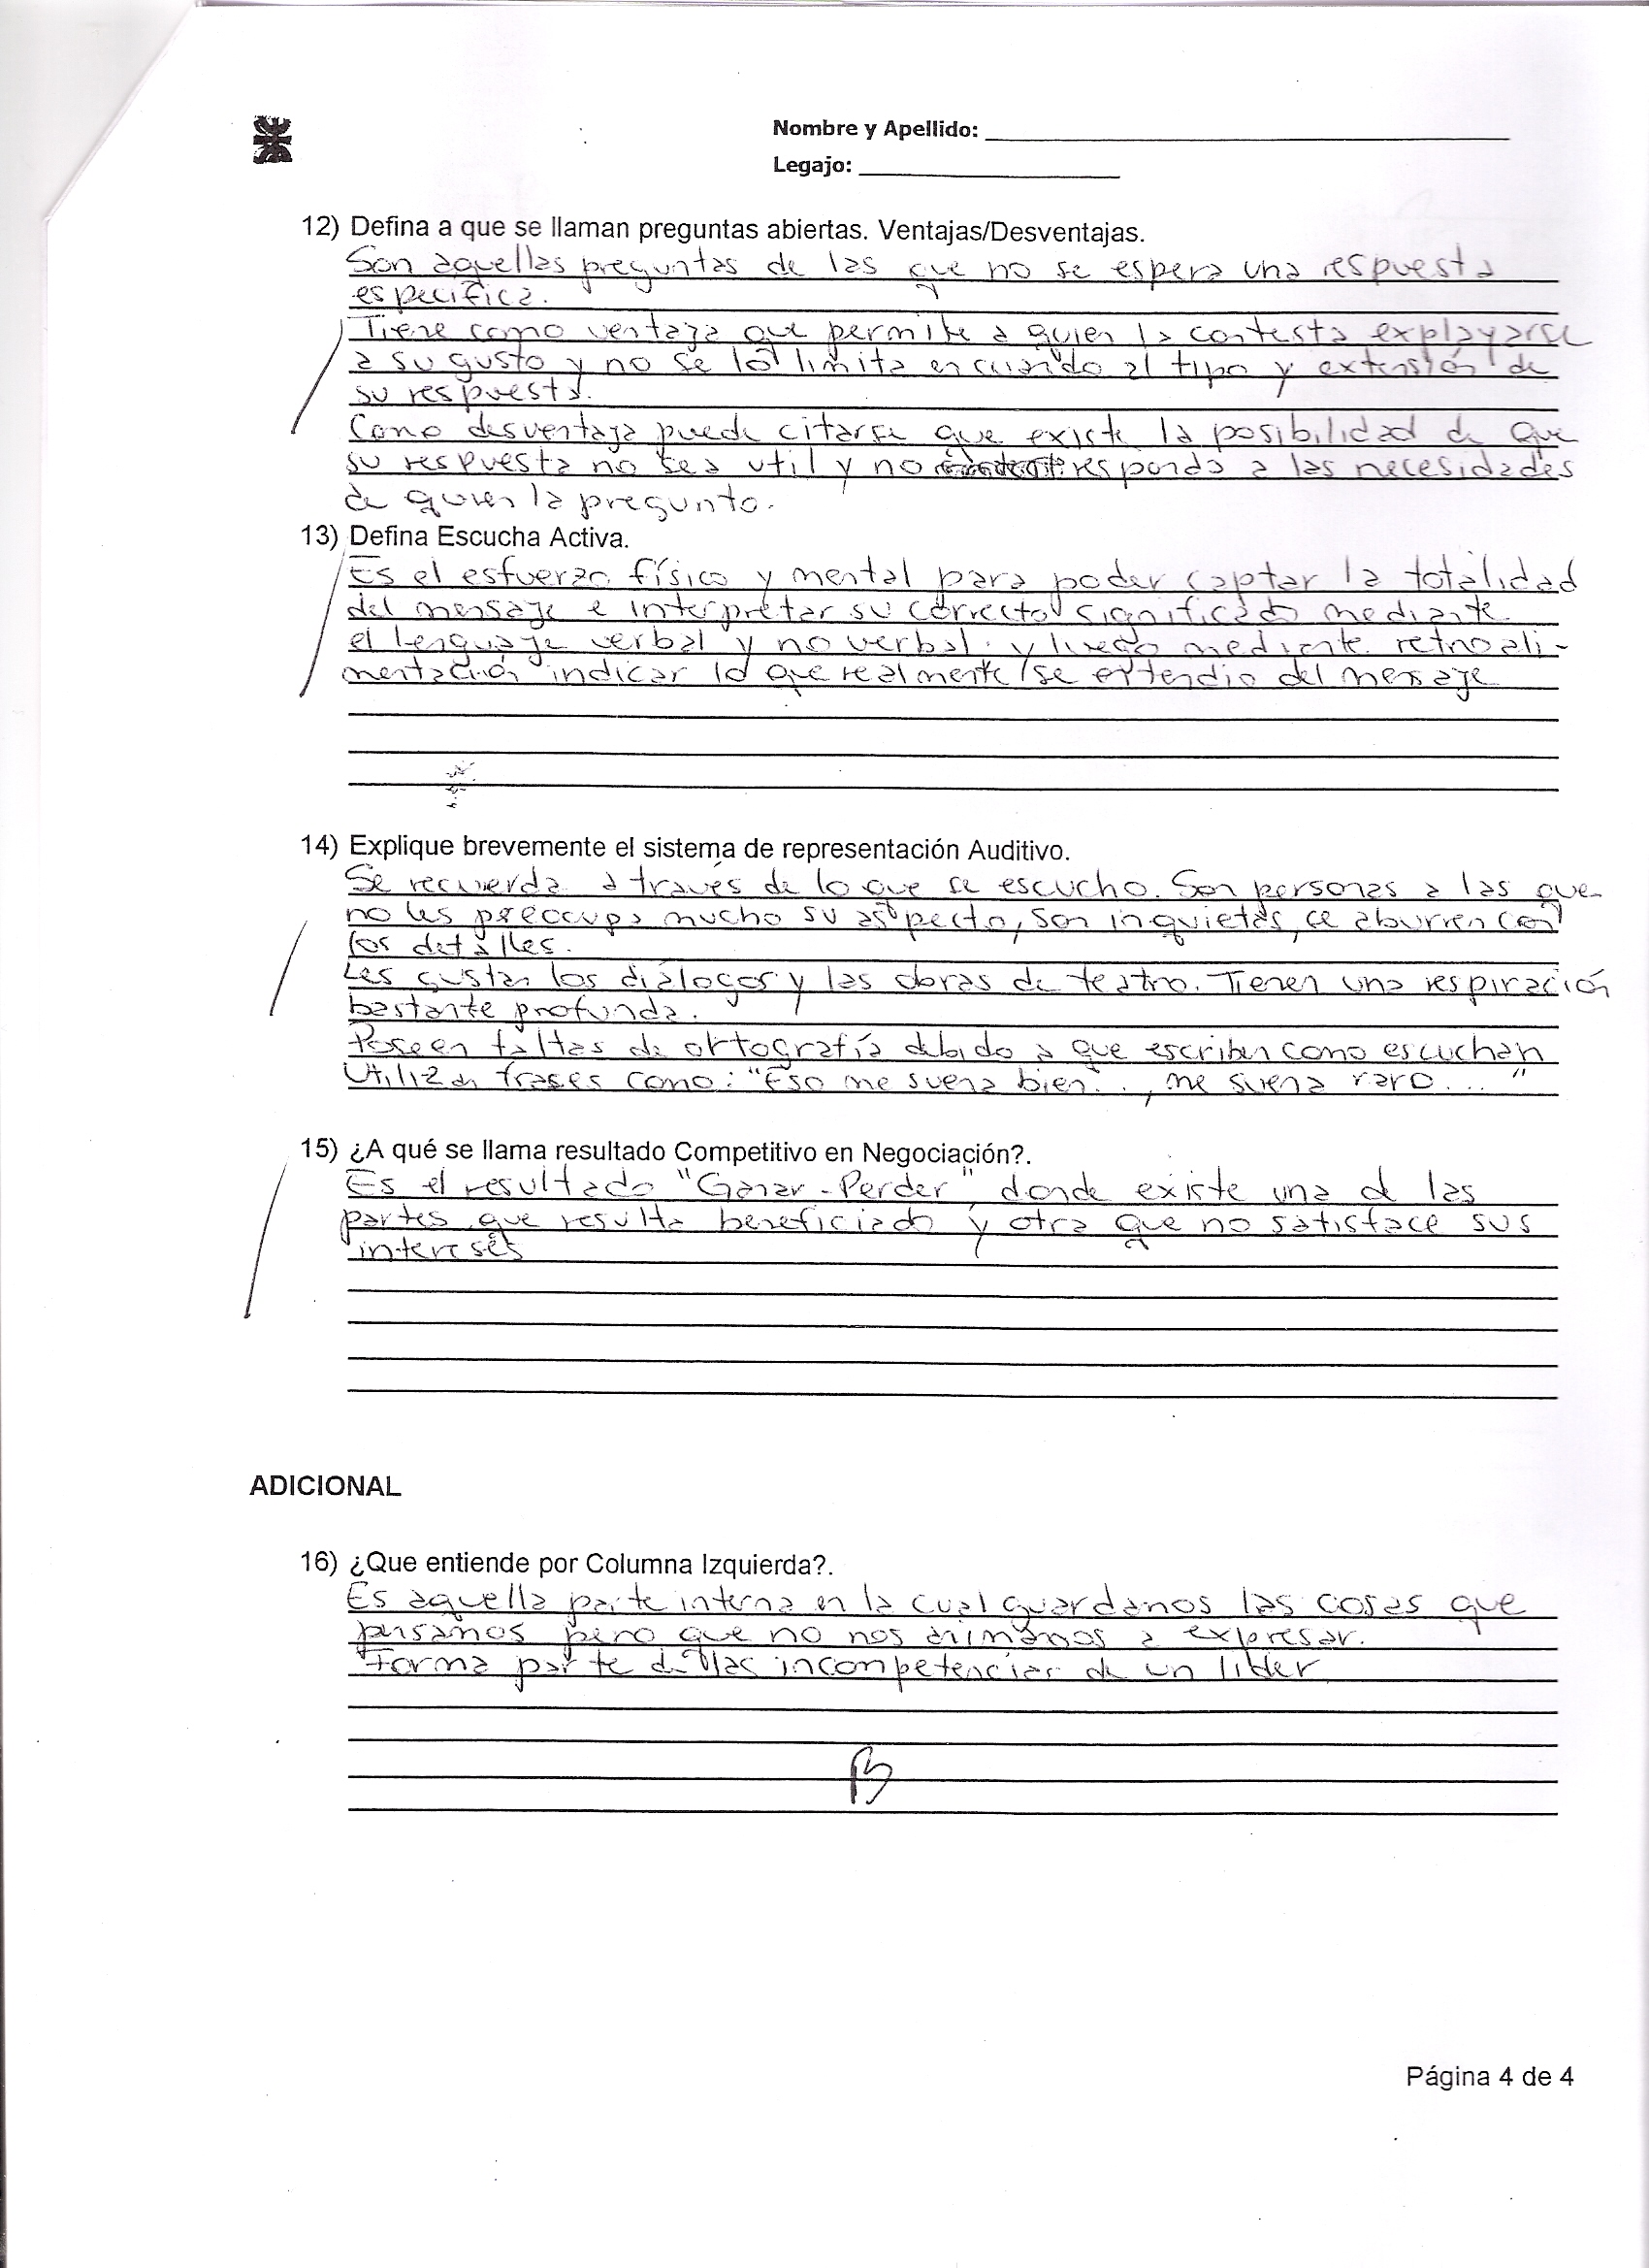 Nombre y Apellido:
Legajo:
12) Defina a que se llaman preguntas abiertas. Ventajas/Desventajas.
Son aquellas preguntas de las que no se espera una respuesta
especifica.
Tiene como ventaja que permite a quien la contesta explayarse
a su gusto y no se lo limita en cuando al tipo y extensión de
su respuesta.
Como desventaja puede citarse que existe la posibilidad de que
su respuesta no sea util y no responda a las necesidades
de quien la pregunto.
13) Defina Escucha Activa.
Es el esfuerzo físico y mental para poder captar la totalidad
del mensaje e interpretar su correcto significado mediante
el lenguaje verbal y no verbal. y luego mediante retroali-
mentación indicar lo que realmente se entendio del mensaje
14) Explique brevemente el sistema de representación Auditivo.
Se recuerda a través de lo que se escucho. Son personas a las que
no les preocupa mucho su aspecto, son inquietas, se aburren con
los detalles.
Les gustan los dialogos y las obras de teatro. Tienen una respiración
bastante profunda.
Poseen faltas de ortografía debido a que escriben como escuchan
Utilizan frases como: "Eso me suena bien..., me suena raro...."
15) ¿A qué se llama resultado Competitivo en Negociación?.
Es el resultado "Ganar-Perder", donde existe una d las
partes que resulta beneficiado y otra que no satisface sus
intereses
ADICIONAL
16) ¿Que entiende por Columna Izquierda?.
Es aquella parte interna en la cual guardamos las cosas que
pensamos pero que no nos animamos a expresar.
Forma parte de las incompetencias de un lider
B
Página 4 de 4